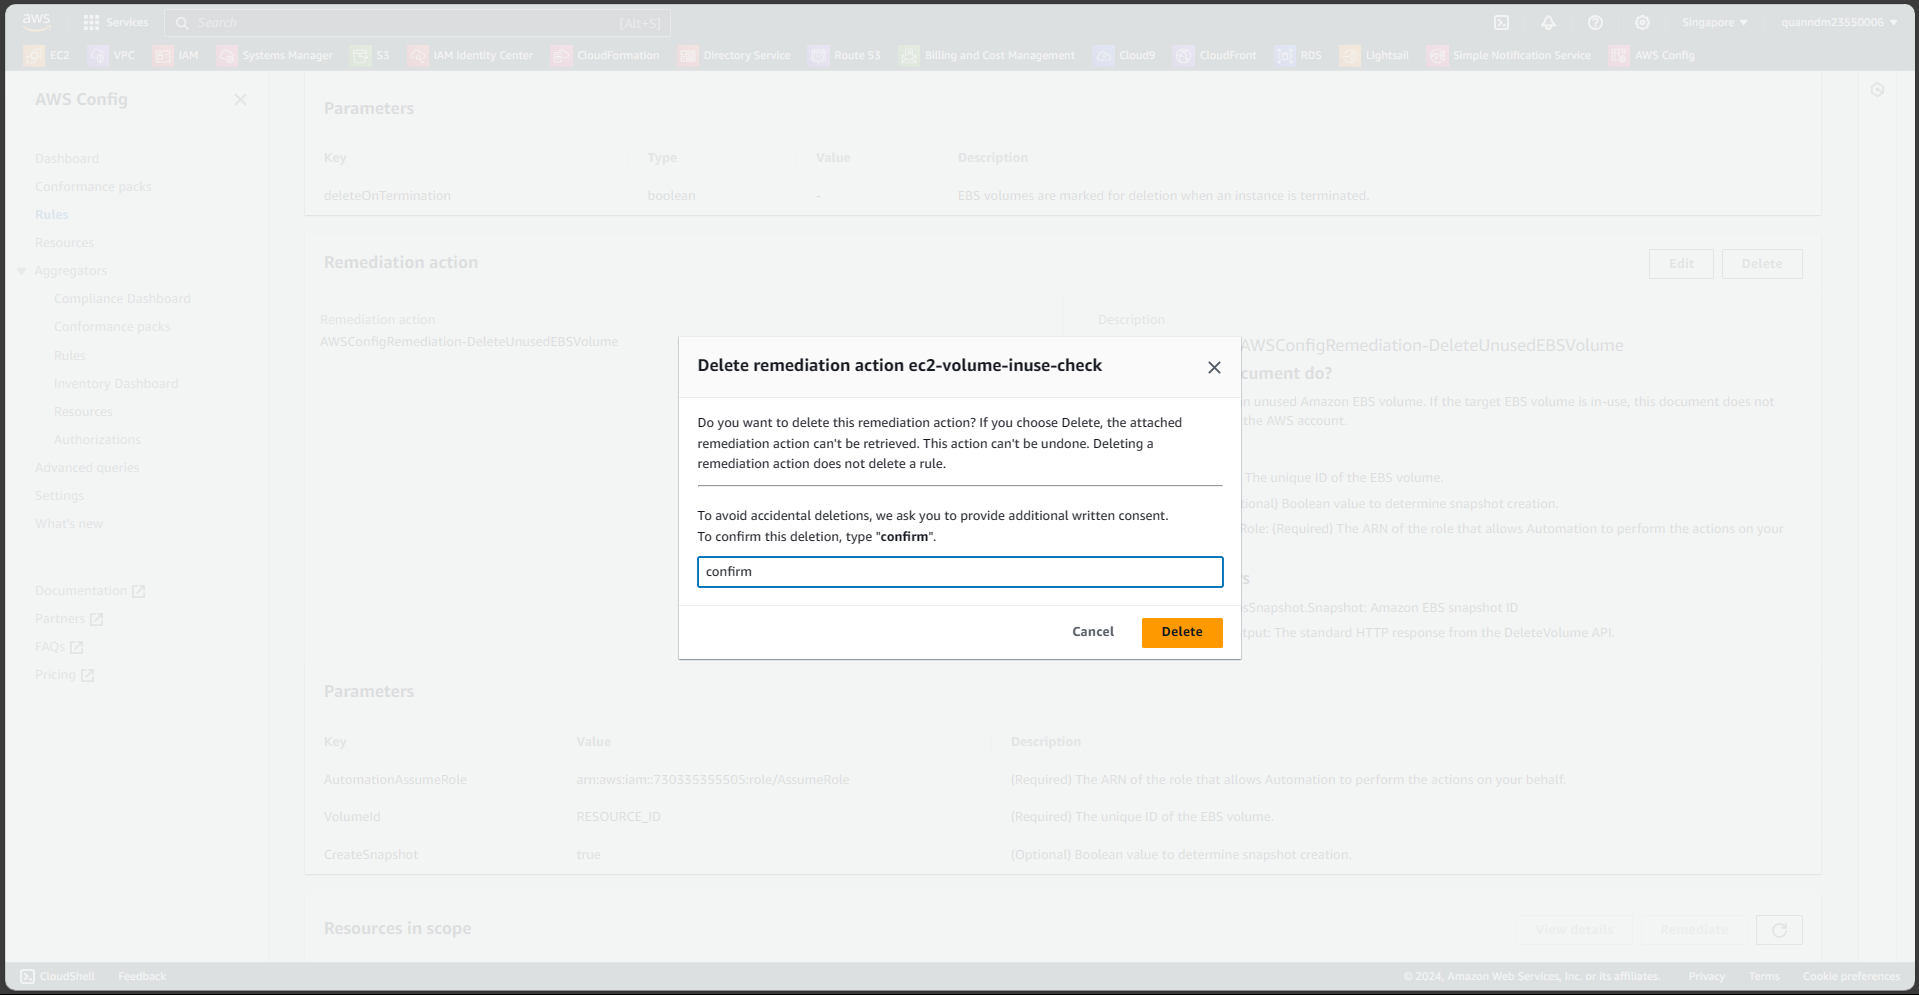 aws
Services
Search
[Alt+S]
Singapore
quanndm23550006
EC2
VPC
IAM
Systems Manager
S3
IAM Identity Center
CloudFormation
Directory Service
Route 53
Billing and Cost Management
Cloud9
CloudFront
RDS
Lightsail
Simple Notification Service
AWS Config
AWS Config
Dashboard
Conformance packs
Rules
Resources
Aggregators
Compliance Dashboard
Conformance packs
Rules
Inventory Dashboard
Resources
Authorizations
Advanced queries
Settings
What's new
Documentation
Partners
FAQs
Pricing
Parameters
Key Type Value Description
deleteOnTermination boolean - EBS volumes are marked for deletion when an instance is terminated.
Remediation action
Edit
Delete
Remediation action
AWSConfigRemediation-DeleteUnusedEBSVolume
Description
AWSConfigRemediation-DeleteUnusedEBSVolume
cument do?
n unused Amazon EBS volume. If the target EBS volume is in-use, this document does not
the AWS account.
The unique ID of the EBS volume.
tional) Boolean value to determine snapshot creation.
Role: (Required) The ARN of the role that allows Automation to perform the actions on your
rs
sSnapshot.Snapshot: Amazon EBS snapshot ID
tput: The standard HTTP response from the DeleteVolume API.
Delete remediation action ec2-volume-inuse-check
Do you want to delete this remediation action? If you choose Delete, the attached
remediation action can't be retrieved. This action can't be undone. Deleting a
remediation action does not delete a rule.
To avoid accidental deletions, we ask you to provide additional written consent.
To confirm this deletion, type "confirm".
confirm
Cancel
Delete
Parameters
Key Value Description
AutomationAssumeRole arn:aws:iam::730335355505:role/AssumeRole (Required) The ARN of the role that allows Automation to perform the actions on your behalf.
VolumeId RESOURCE_ID (Required) The unique ID of the EBS volume.
CreateSnapshot true (Optional) Boolean value to determine snapshot creation.
Resources in scope
View details
Remediate
CloudShell
Feedback
© 2024, Amazon Web Services, Inc. or its affiliates.
Privacy
Terms
Cookie preferences